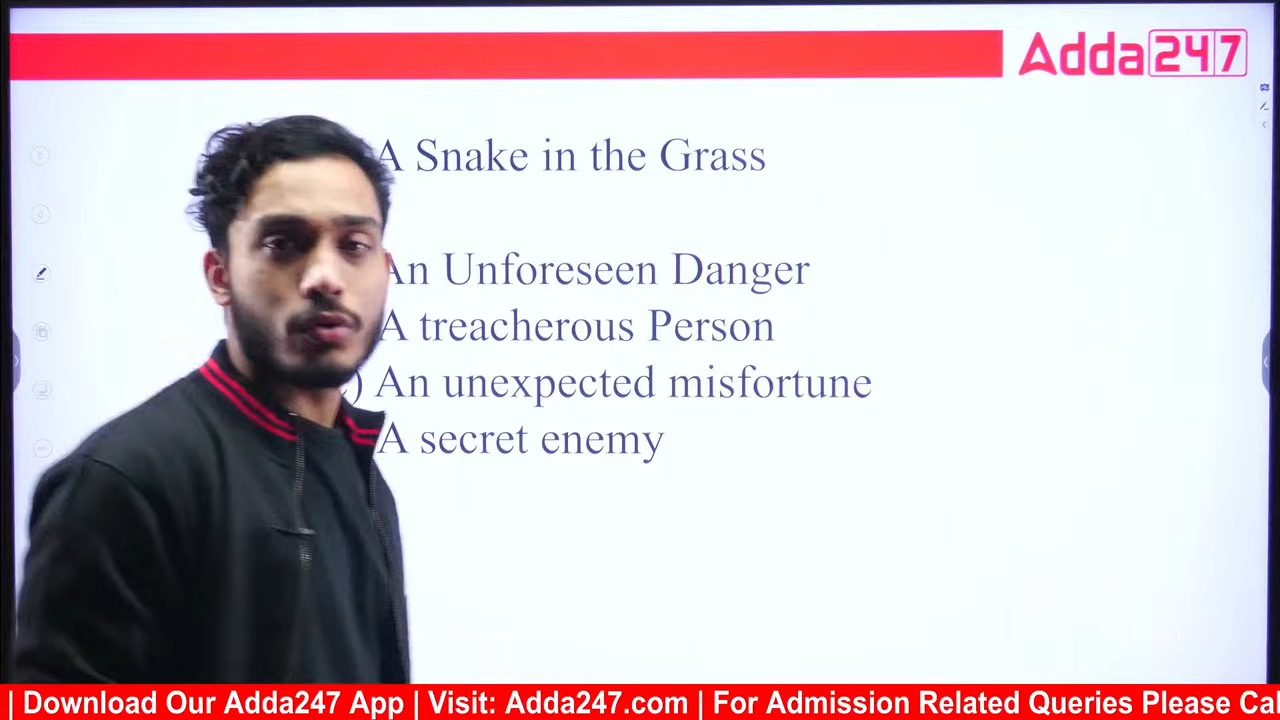 Adda247
A Snake in the Grass
An Unforeseen Danger
A treacherous Person
) An unexpected misfortune
A secret enemy
| Download Our Adda247 App | Visit: Adda247.com | For Admission Related Queries Please Ca